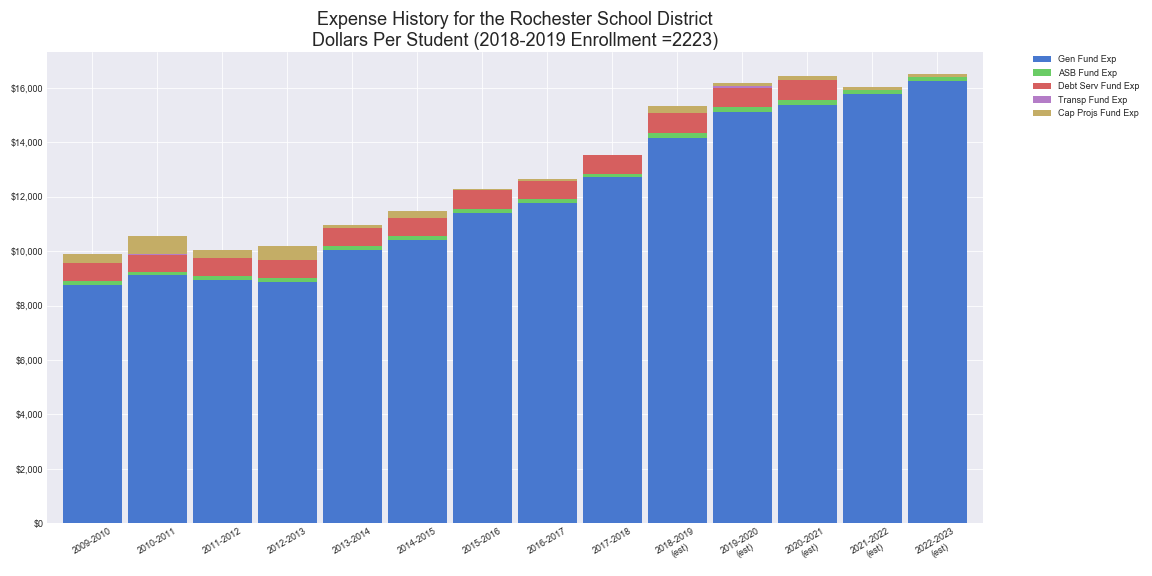 Expense History for the Rochester School District
Dollars Per Student (2018-2019 Enrollment =2223)
Gen Fund Exp
ASB Fund Exp
Debt Serv Fund Exp
Transp Fund Exp
Cap Projs Fund Exp
$16,000
$14,000
$12,000
$10,000
$8,000
$6,000
$4,000
$2,000
$0
2009-2010
2010-2011
2011-2012
2012-2013
2013-2014
2014-2015
2015-2016
2016-2017
2017-2018
2018-2019
(est)
2019-2020
(est)
2020-2021
(est)
2021-2022
(est)
2022-2023
(est)